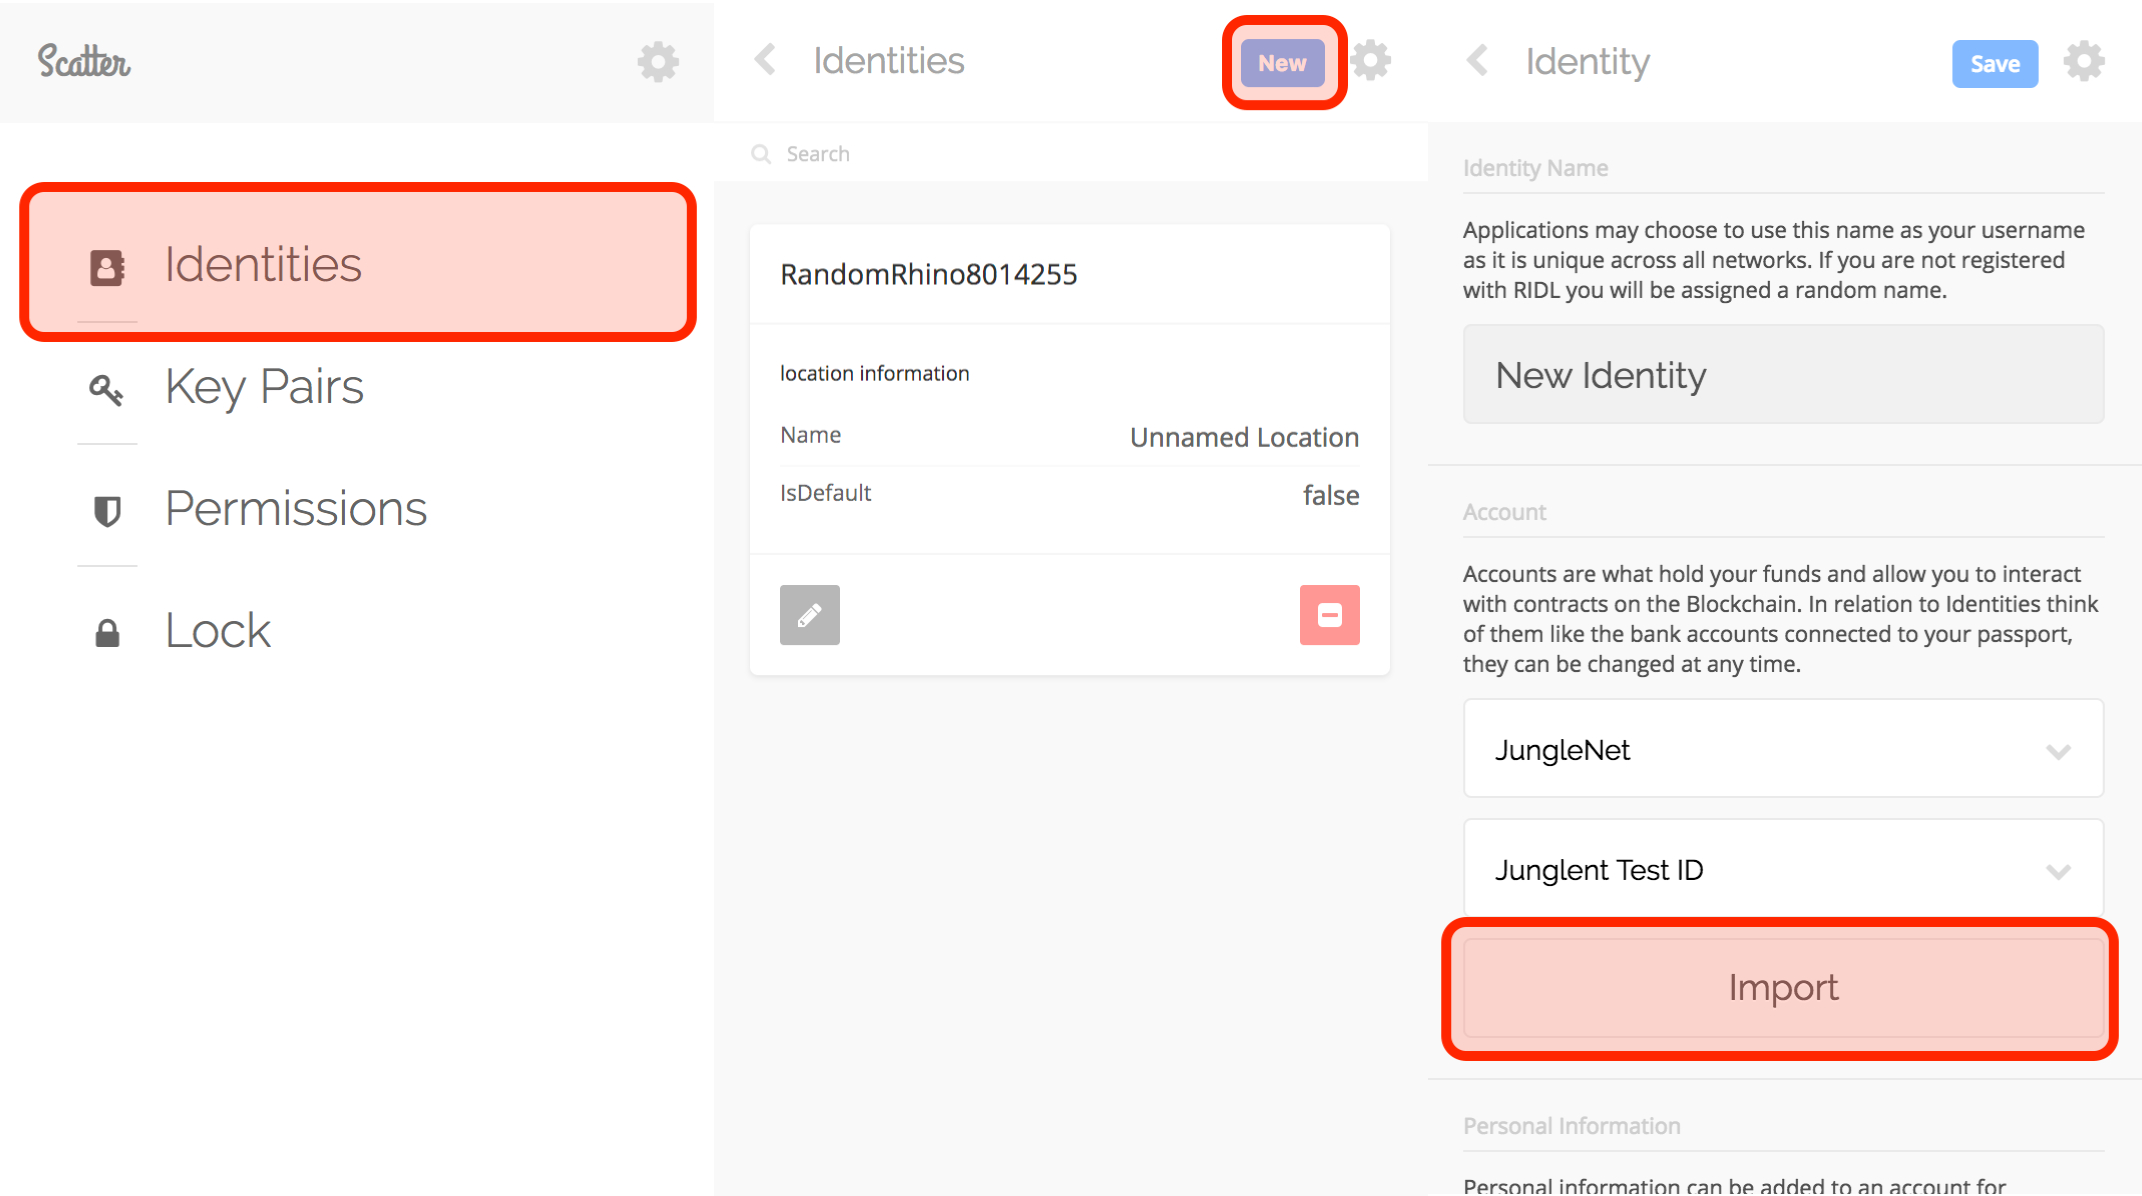 Scatter
Identities
Key Pairs
Permissions
Lock
Identities
New
Search
RandomRhino8014255
location information
Name Unnamed Location
IsDefault false
Identity
Save
Identity Name
Applications may choose to use this name as your username
as it is unique across all networks. If you are not registered
with RIDL you will be assigned a random name.
New Identity
Account
Accounts are what hold your funds and allow you to interact
with contracts on the Blockchain. In relation to Identities think
of them like the bank accounts connected to your passport,
they can be changed at any time.
JungleNet
Junglent Test ID
Import
Personal Information
Personal information can be added to an account for